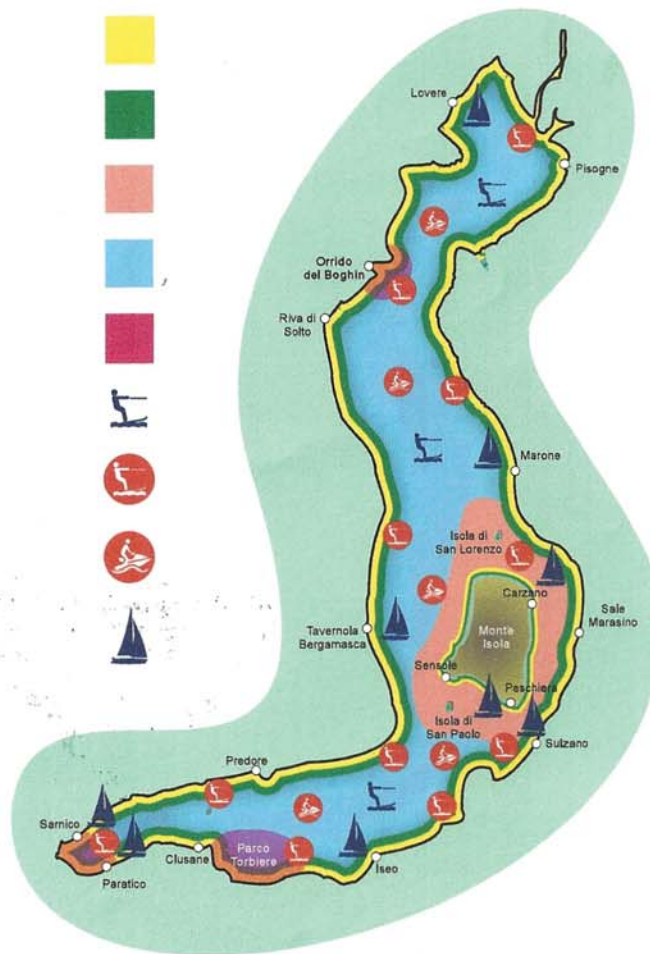 Lovere
Pisogne
Orrido
del Boghin
Riva di
Solto
Marone
Isola di
San Lorenzo
Carzano
Sale
Marasino
Tavernola
Bergamasca
Monte
Isola
Sensole
Peschiera
Isola di
San Paolo
Sulzano
Predore
Sarnico
Clusane
Parco
Torbiere
Iseo
Paratico